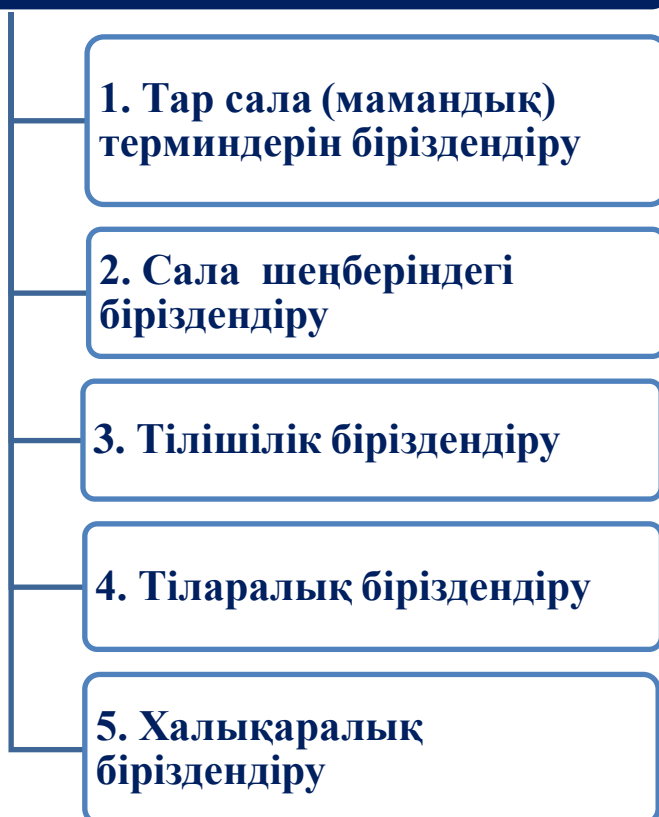 1. Тар сала (мамандық)
терминдерін біріздендіру
2. Сала шеңберіндегі
біріздендіру
3. Тілішілік біріздендіру
4. Тіларалық біріздендіру
5. Халықаралық
біріздендіру